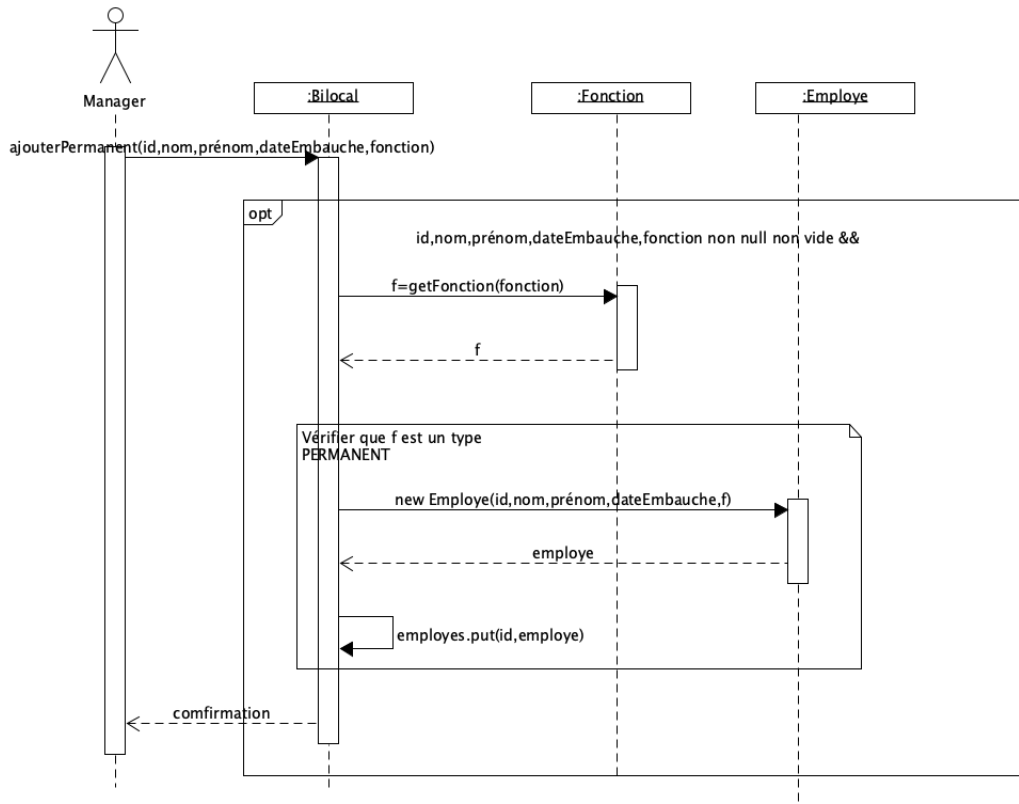 Manager
:Bilocal
:Fonction
:Employe
ajouterPermanent(id,nom,prénom,dateEmbauche,fonction)
opt
id,nom,prénom,dateEmbauche,fonction non null non vide &&
f=getFonction(fonction)
f
Vérifier que f est un type
PERMANENT
new Employe(id,nom,prénom,dateEmbauche,f)
employe
employes.put(id,employe)
comfirmation